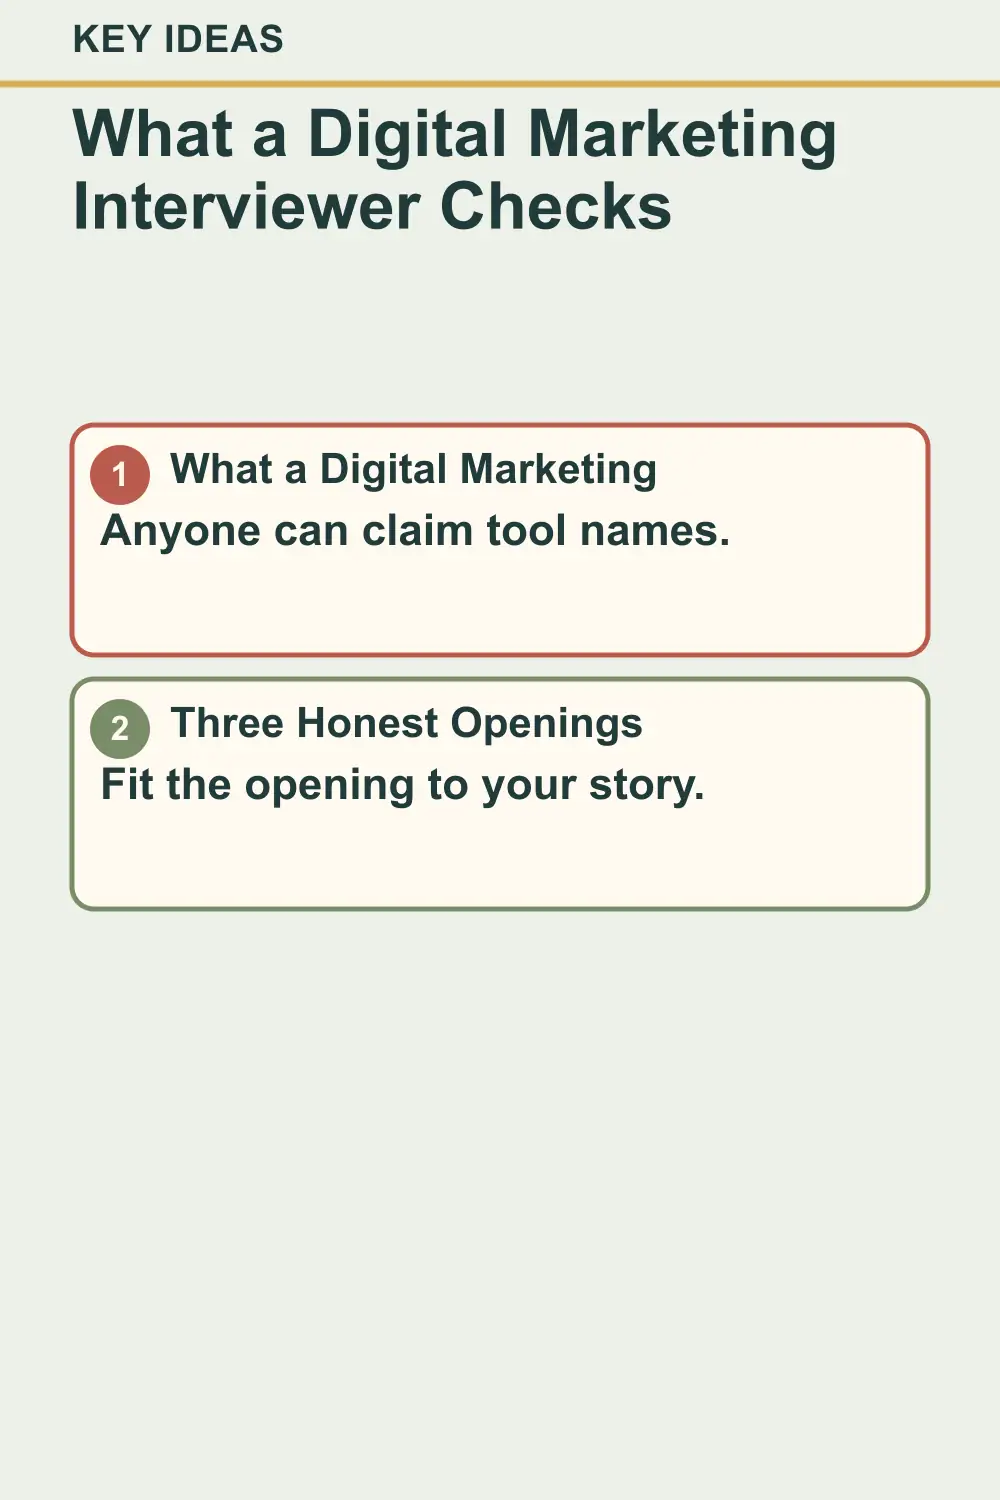 KEY IDEAS
What a Digital Marketing
Interviewer Checks
1 What a Digital Marketing
Anyone can claim tool names.
2 Three Honest Openings
Fit the opening to your story.